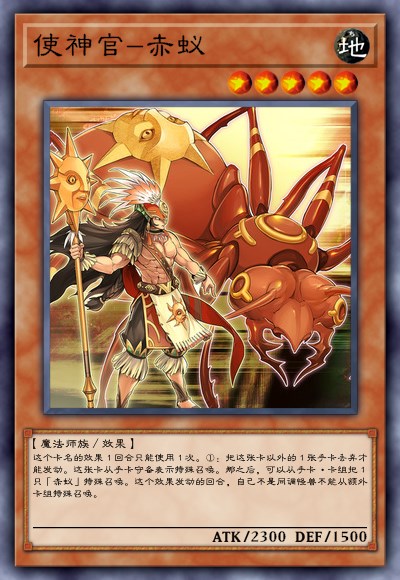 使神官-赤蚁
地
【魔法师族/效果】
这个卡名的效果1回合只能使用1次。①:把这张卡以外的1张手卡丢弃才
能发动。这张卡从手卡守备表示特殊召唤。那之后,可以从手卡·卡组把1
只「赤蚁」特殊召唤。这个效果发动的回合,自己不是同调怪兽不能从额外
卡组特殊召唤。
ATK/2300 DEF/1500